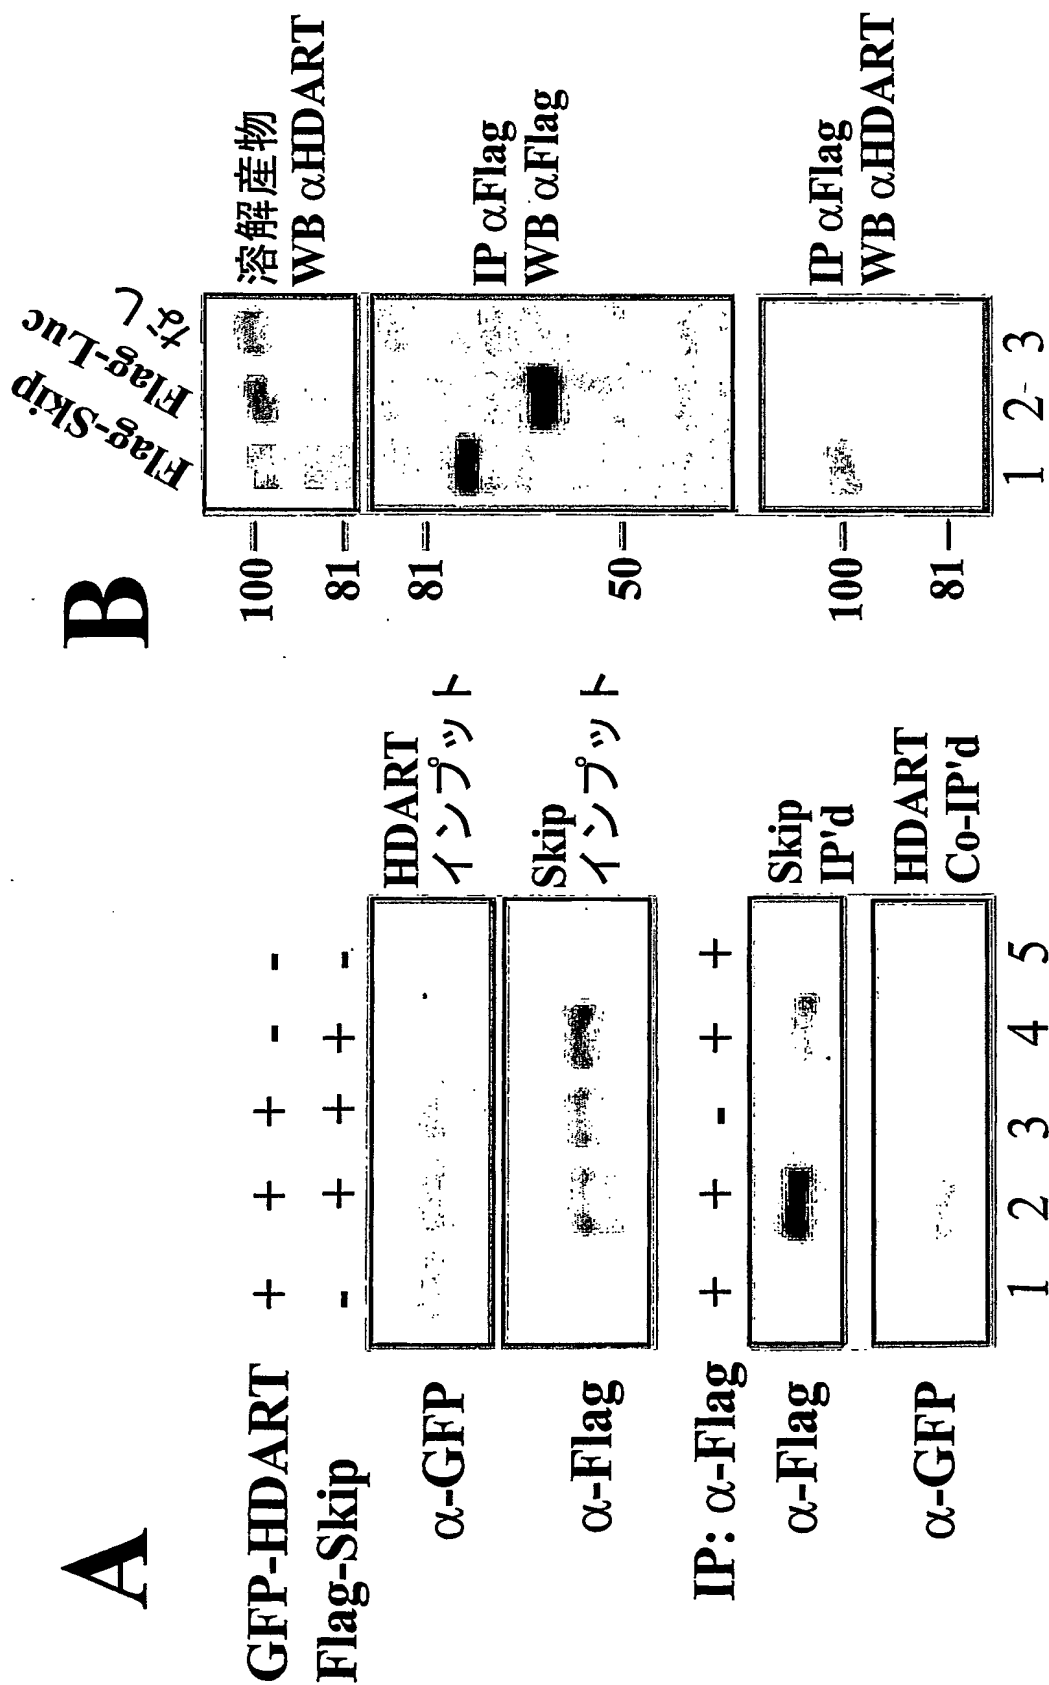 A
GFP-HDART + + + - -
Flag-Skip - + + + -
α-GFP
HDART
インプット
α-Flag
Skip
インプット
IP: α-Flag + + - + +
α-Flag
Skip
IP'd
α-GFP
HDART
Co-IP'd
1 2 3 4 5
B
Flag-Skip
Flag-Luc
なし
100
81
溶解産物
WB αHDART
81
50
IP αFlag
WB αFlag
100
81
IP αFlag
WB αHDART
1 2 3